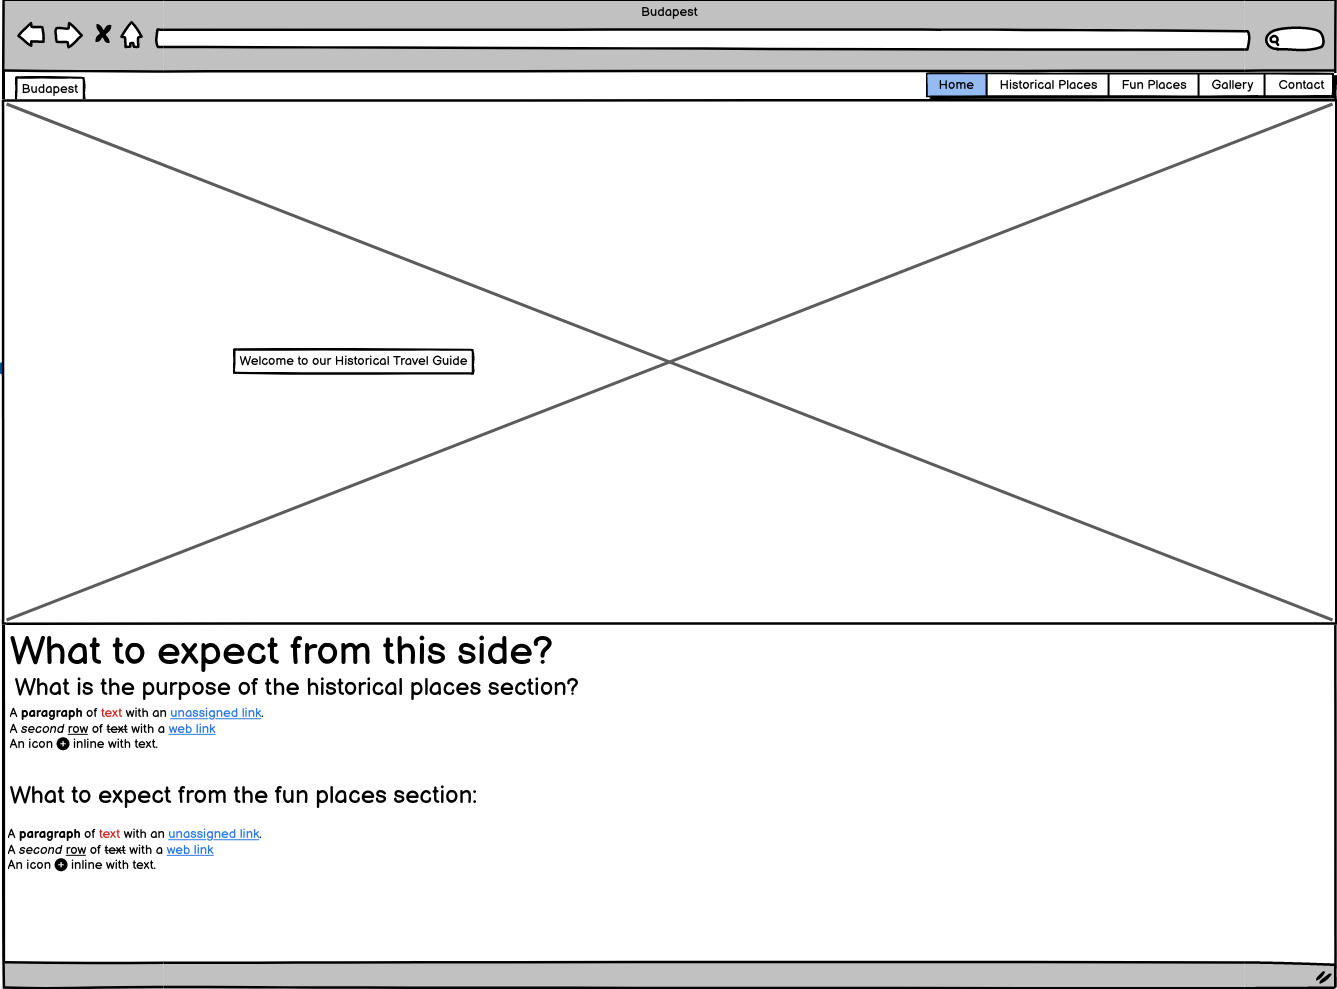 Budapest
Budapest
Home Historical Places Fun Places Gallery Contact
Welcome to our Historical Travel Guide
What to expect from this side?
What is the purpose of the historical places section?
A paragraph of text with an unassigned link.
A second row of text with a web link
An icon inline with text.
What to expect from the fun places section:
A paragraph of text with an unassigned link.
A second row of text with a web link
An icon inline with text.